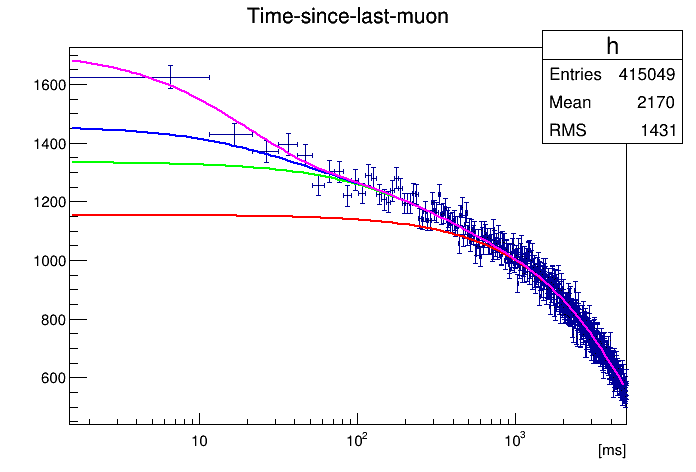 Time-since-last-muon
h
Entries 415049
Mean 2170
RMS 1431
1600
1400
1200
1000
800
600
10
10²
10³
[ms]